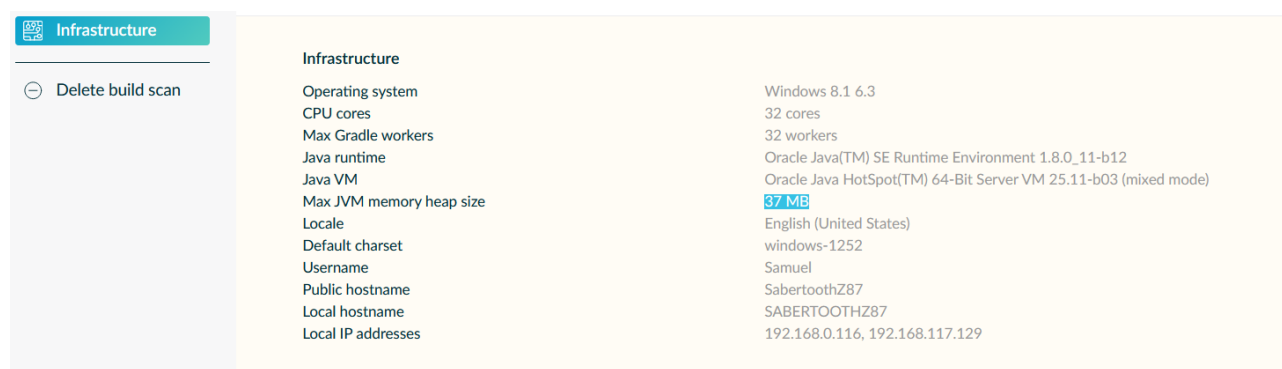 Infrastructure
Delete build scan
Infrastructure
Operating system Windows 8.1 6.3
CPU cores 32 cores
Max Gradle workers 32 workers
Java runtime Oracle Java(TM) SE Runtime Environment 1.8.0_11-b12
Java VM Oracle Java HotSpot(TM) 64-Bit Server VM 25.11-b03 (mixed mode)
Max JVM memory heap size 37 MB
Locale English (United States)
Default charset windows-1252
Username Samuel
Public hostname SabertoothZ87
Local hostname SABERTOOTHZ87
Local IP addresses 192.168.0.116, 192.168.117.129